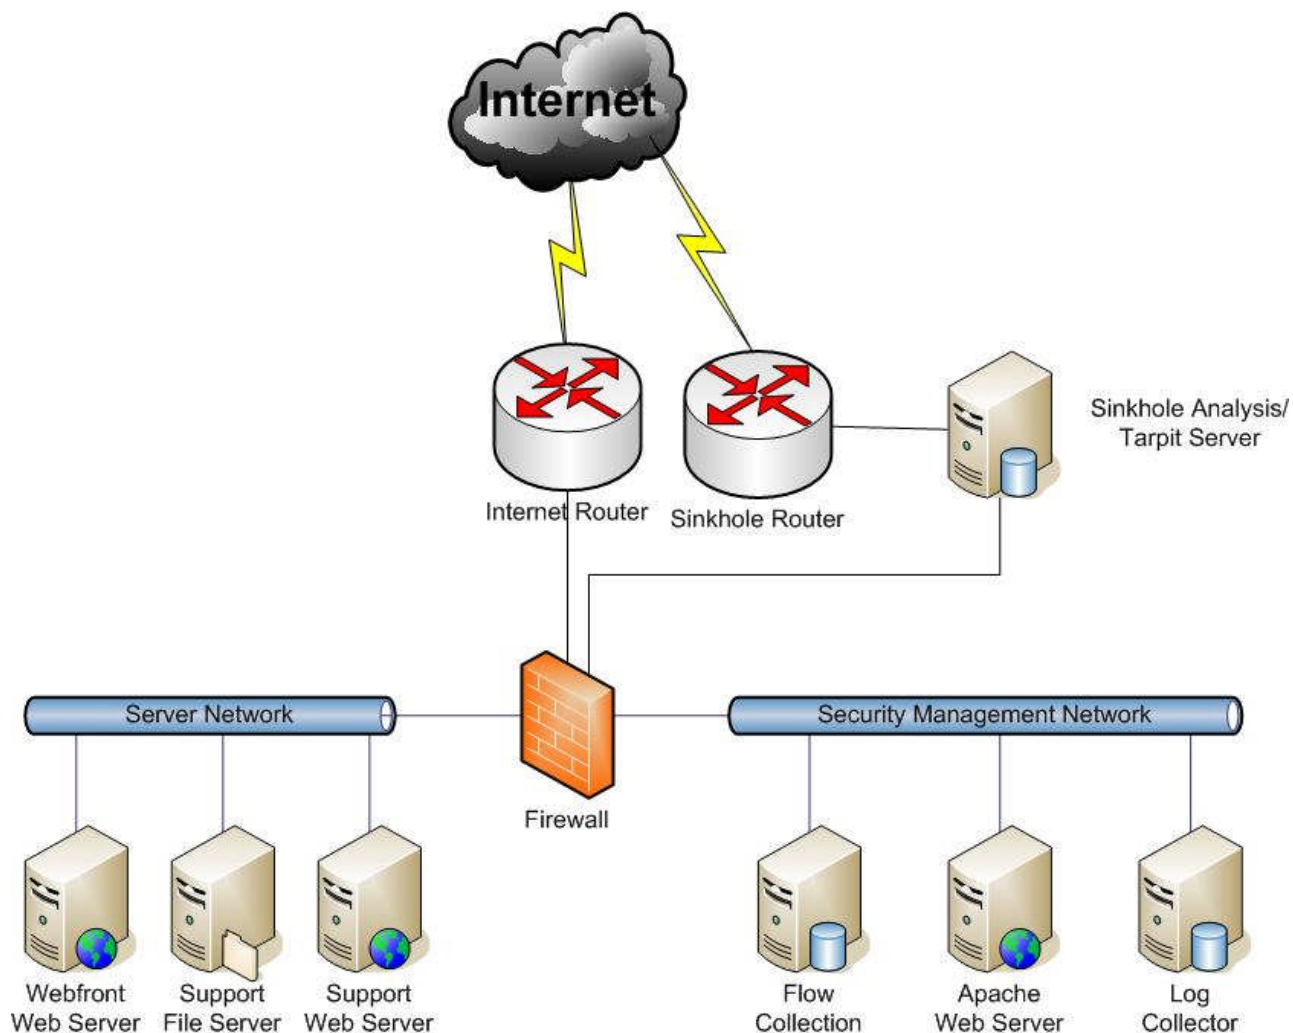 Internet
Sinkhole Analysis/
Tarpit Server
Internet Router
Sinkhole Router
Server Network
Security Management Network
Firewall
Webfront
Web Server
Support
File Server
Support
Web Server
Flow
Collection
Apache
Web Server
Log
Collector